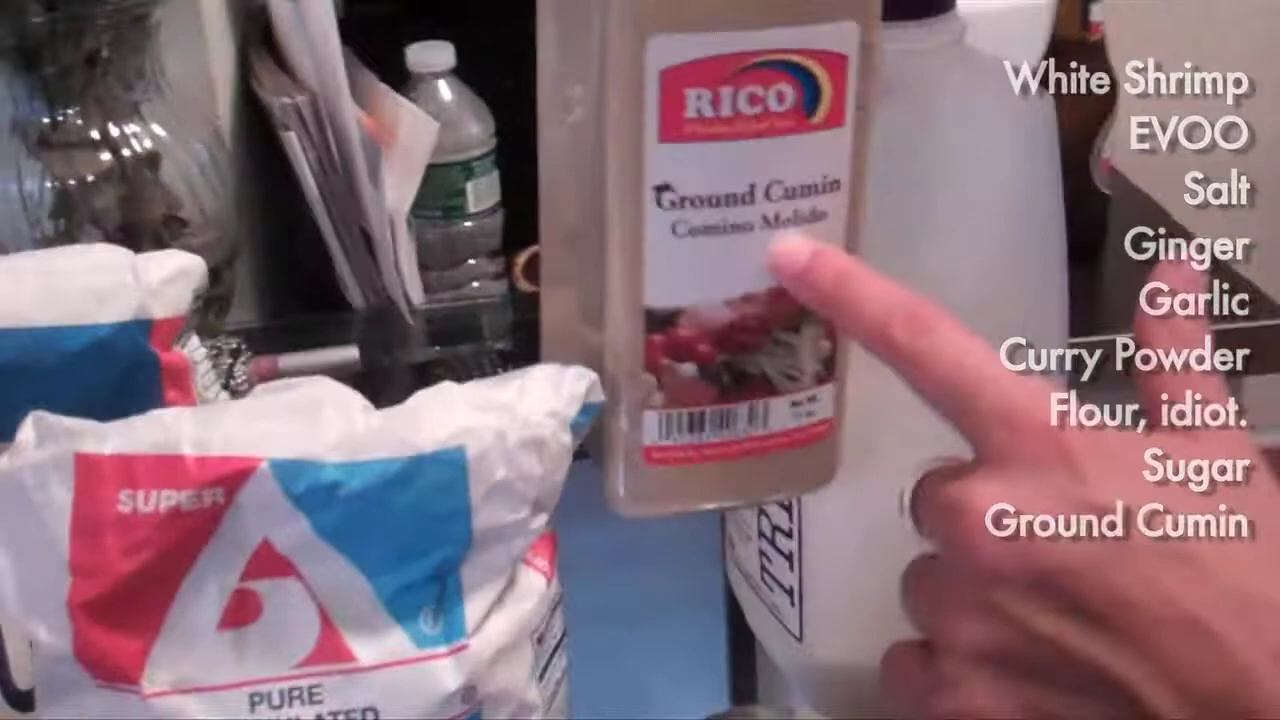 RICO
Ground Cumin
Comino Molido
SUPER
A
PURE
TR
White Shrimp
EVOO
Salt
Ginger
Garlic
Curry Powder
Flour, idiot.
Sugar
Ground Cumin